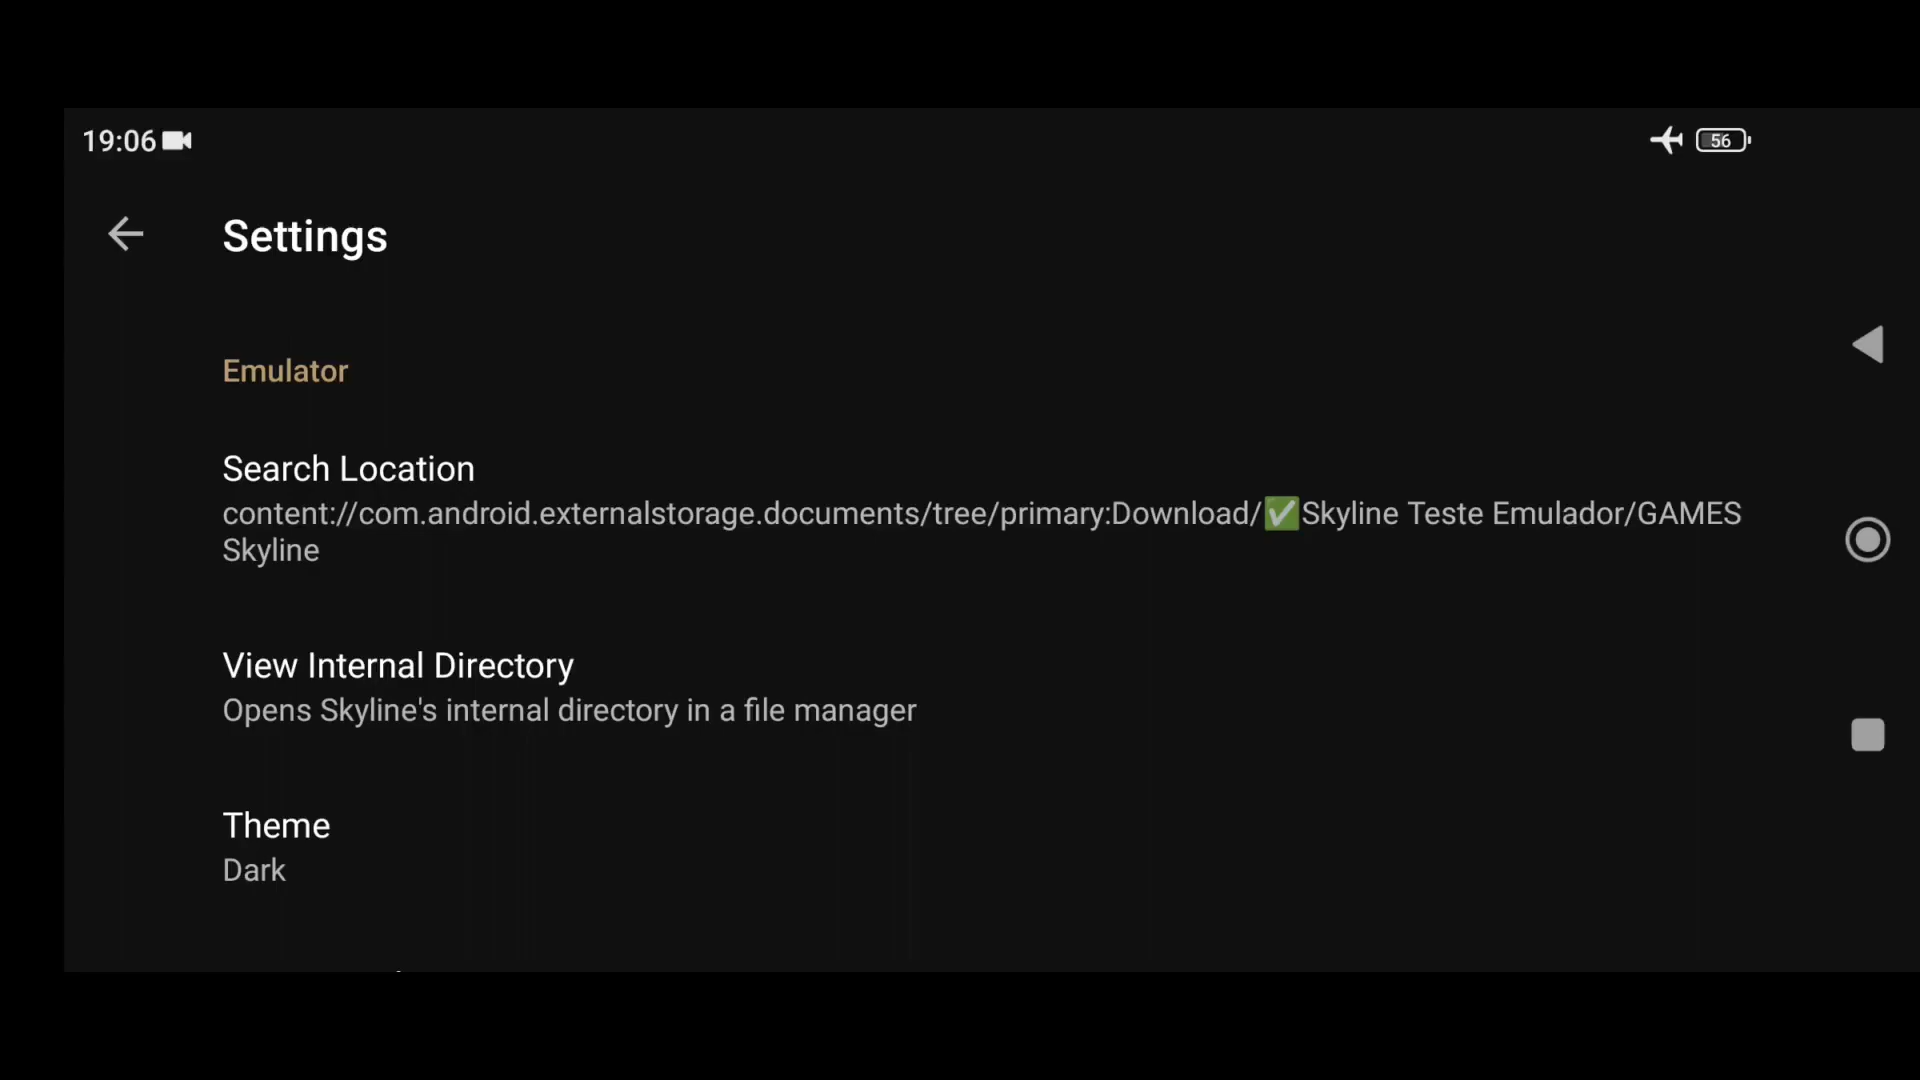 19:06
56
Settings
Emulator
Search Location
content://com.android.externalstorage.documents/tree/primary:Download/✅Skyline Teste Emulador/GAMES
Skyline
View Internal Directory
Opens Skyline's internal directory in a file manager
Theme
Dark